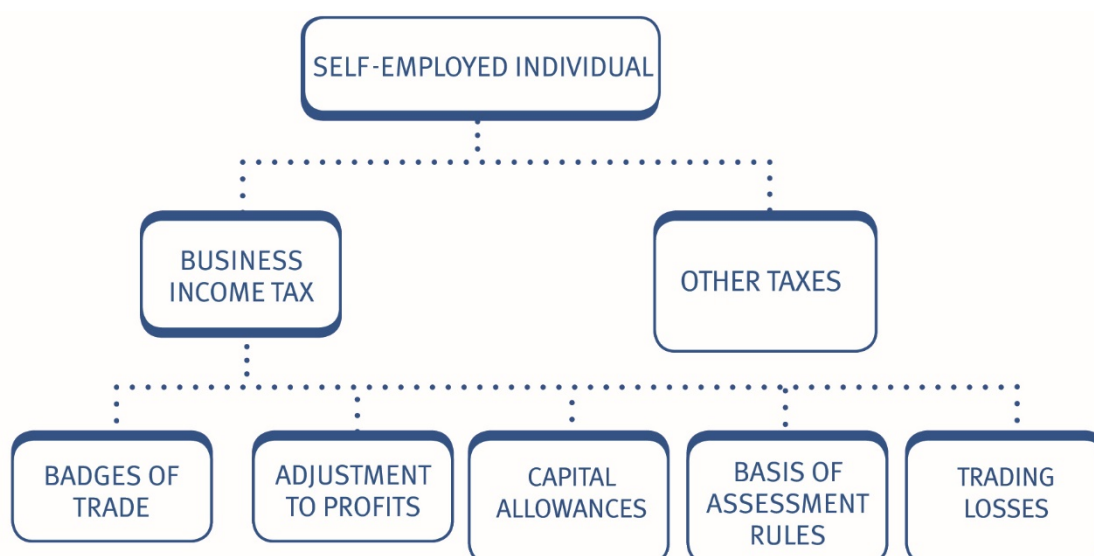 SELF-EMPLOYED INDIVIDUAL
BUSINESS
INCOME TAX
OTHER TAXES
BADGES OF
TRADE
ADJUSTMENT
TO PROFITS
CAPITAL
ALLOWANCES
BASIS OF
ASSESSMENT
RULES
TRADING
LOSSES